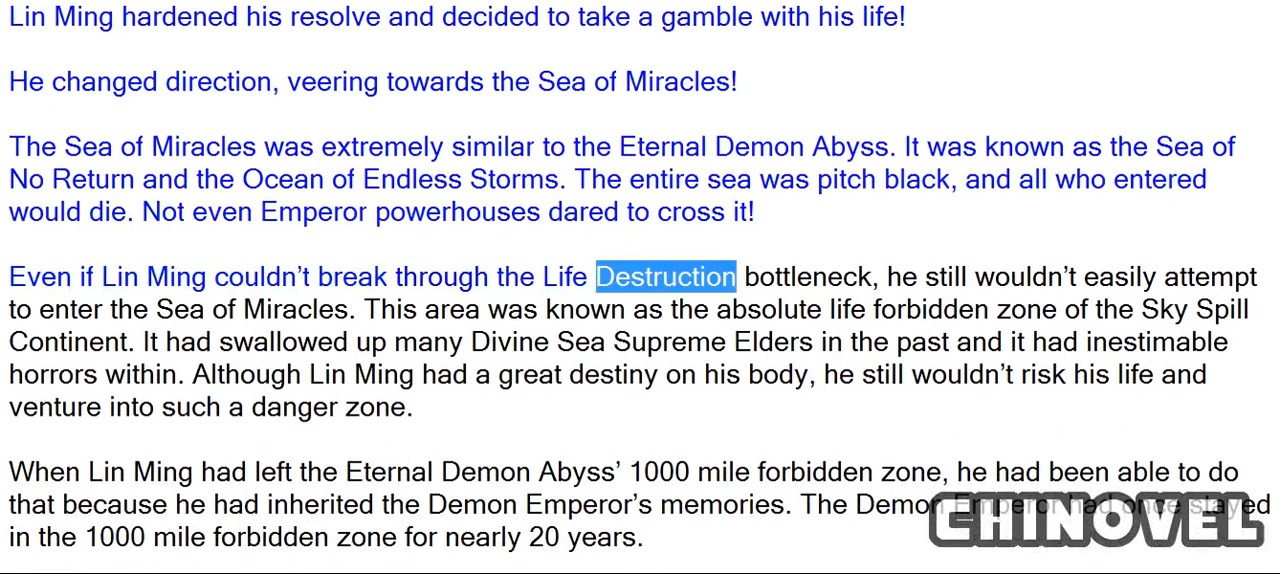 Lin Ming hardened his resolve and decided to take a gamble with his life!
He changed direction, veering towards the Sea of Miracles!
The Sea of Miracles was extremely similar to the Eternal Demon Abyss. It was known as the Sea of
No Return and the Ocean of Endless Storms. The entire sea was pitch black, and all who entered
would die. Not even Emperor powerhouses dared to cross it!
Even if Lin Ming couldn’t break through the Life Destruction bottleneck, he still wouldn’t easily attempt
to enter the Sea of Miracles. This area was known as the absolute life forbidden zone of the Sky Spill
Continent. It had swallowed up many Divine Sea Supreme Elders in the past and it had inestimable
horrors within. Although Lin Ming had a great destiny on his body, he still wouldn’t risk his life and
venture into such a danger zone.
When Lin Ming had left the Eternal Demon Abyss’ 1000 mile forbidden zone, he had been able to do
that because he had inherited the Demon Emperor’s memories. The Demon Emperor had once slayed
in the 1000 mile forbidden zone for nearly 20 years.
CHINOVEL